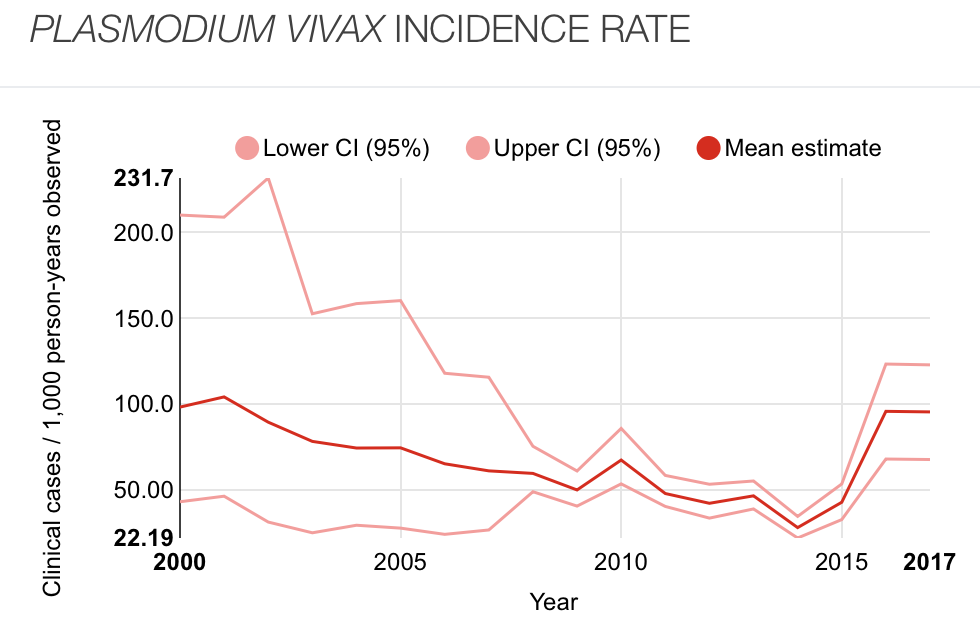 PLASMODIUM VIVAX INCIDENCE RATE
Lower CI (95%) Upper CI (95%) Mean estimate
Clinical cases / 1,000 person-years observed
231.7
200.0
150.0
100.0
50.00
22.19
2000 2005 2010 2015 2017
Year